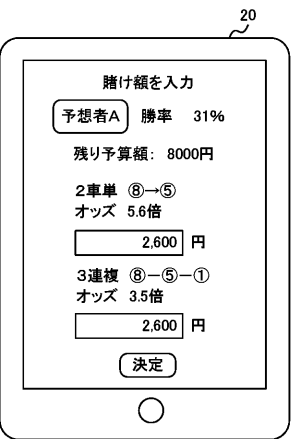 20
賭け額を入力
予想者A 勝率 31%
残り予算額: 8000円
2車単 ⑧→⑤
オッズ 5.6倍
2,600 円
3連複 ⑧-⑤-①
オッズ 3.5倍
2,600 円
決定